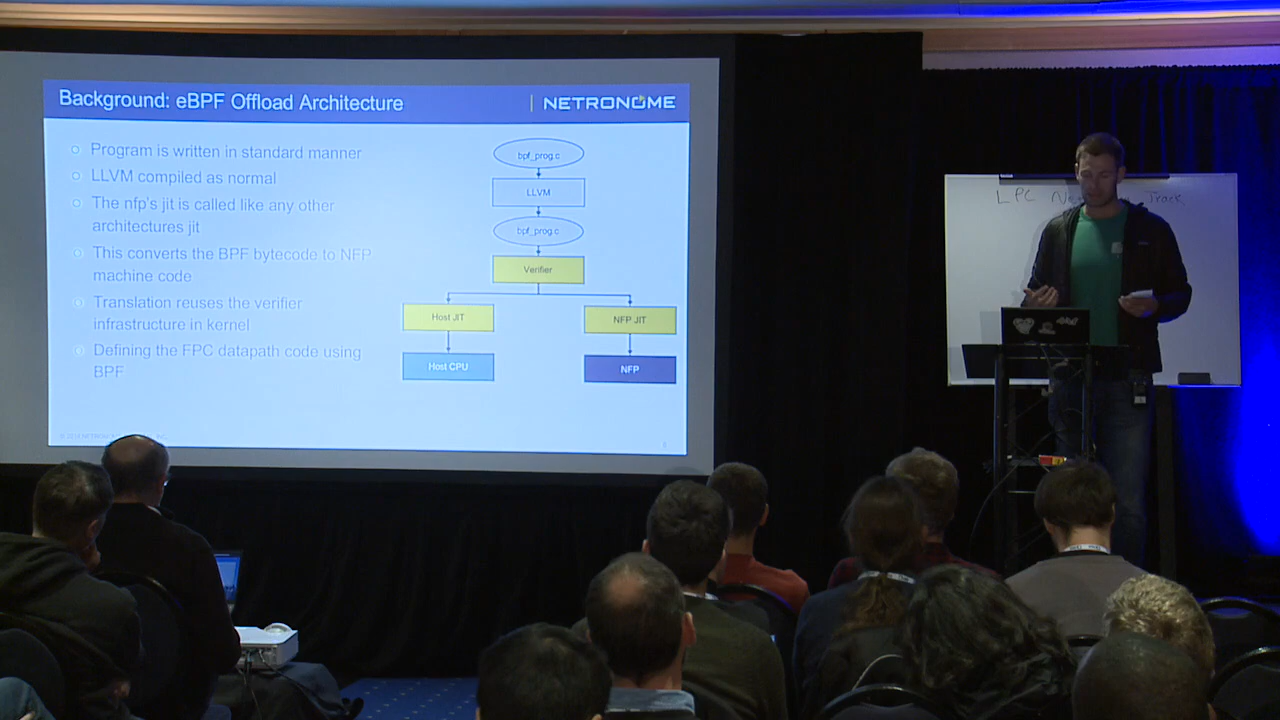 Background: eBPF Offload Architecture
NETRONOME
Program is written in standard manner
LLVM compiled as normal
The nfp's jit is called like any other
architectures jit
This converts the BPF bytecode to NFP
machine code
Translation reuses the verifier
infrastructure in kernel
Defining the FPC datapath code using
BPF
bpf_prog.c
LLVM
bpf_prog.c
Verifier
Host JIT
NFP JIT
Host CPU
NFP
LPC Track